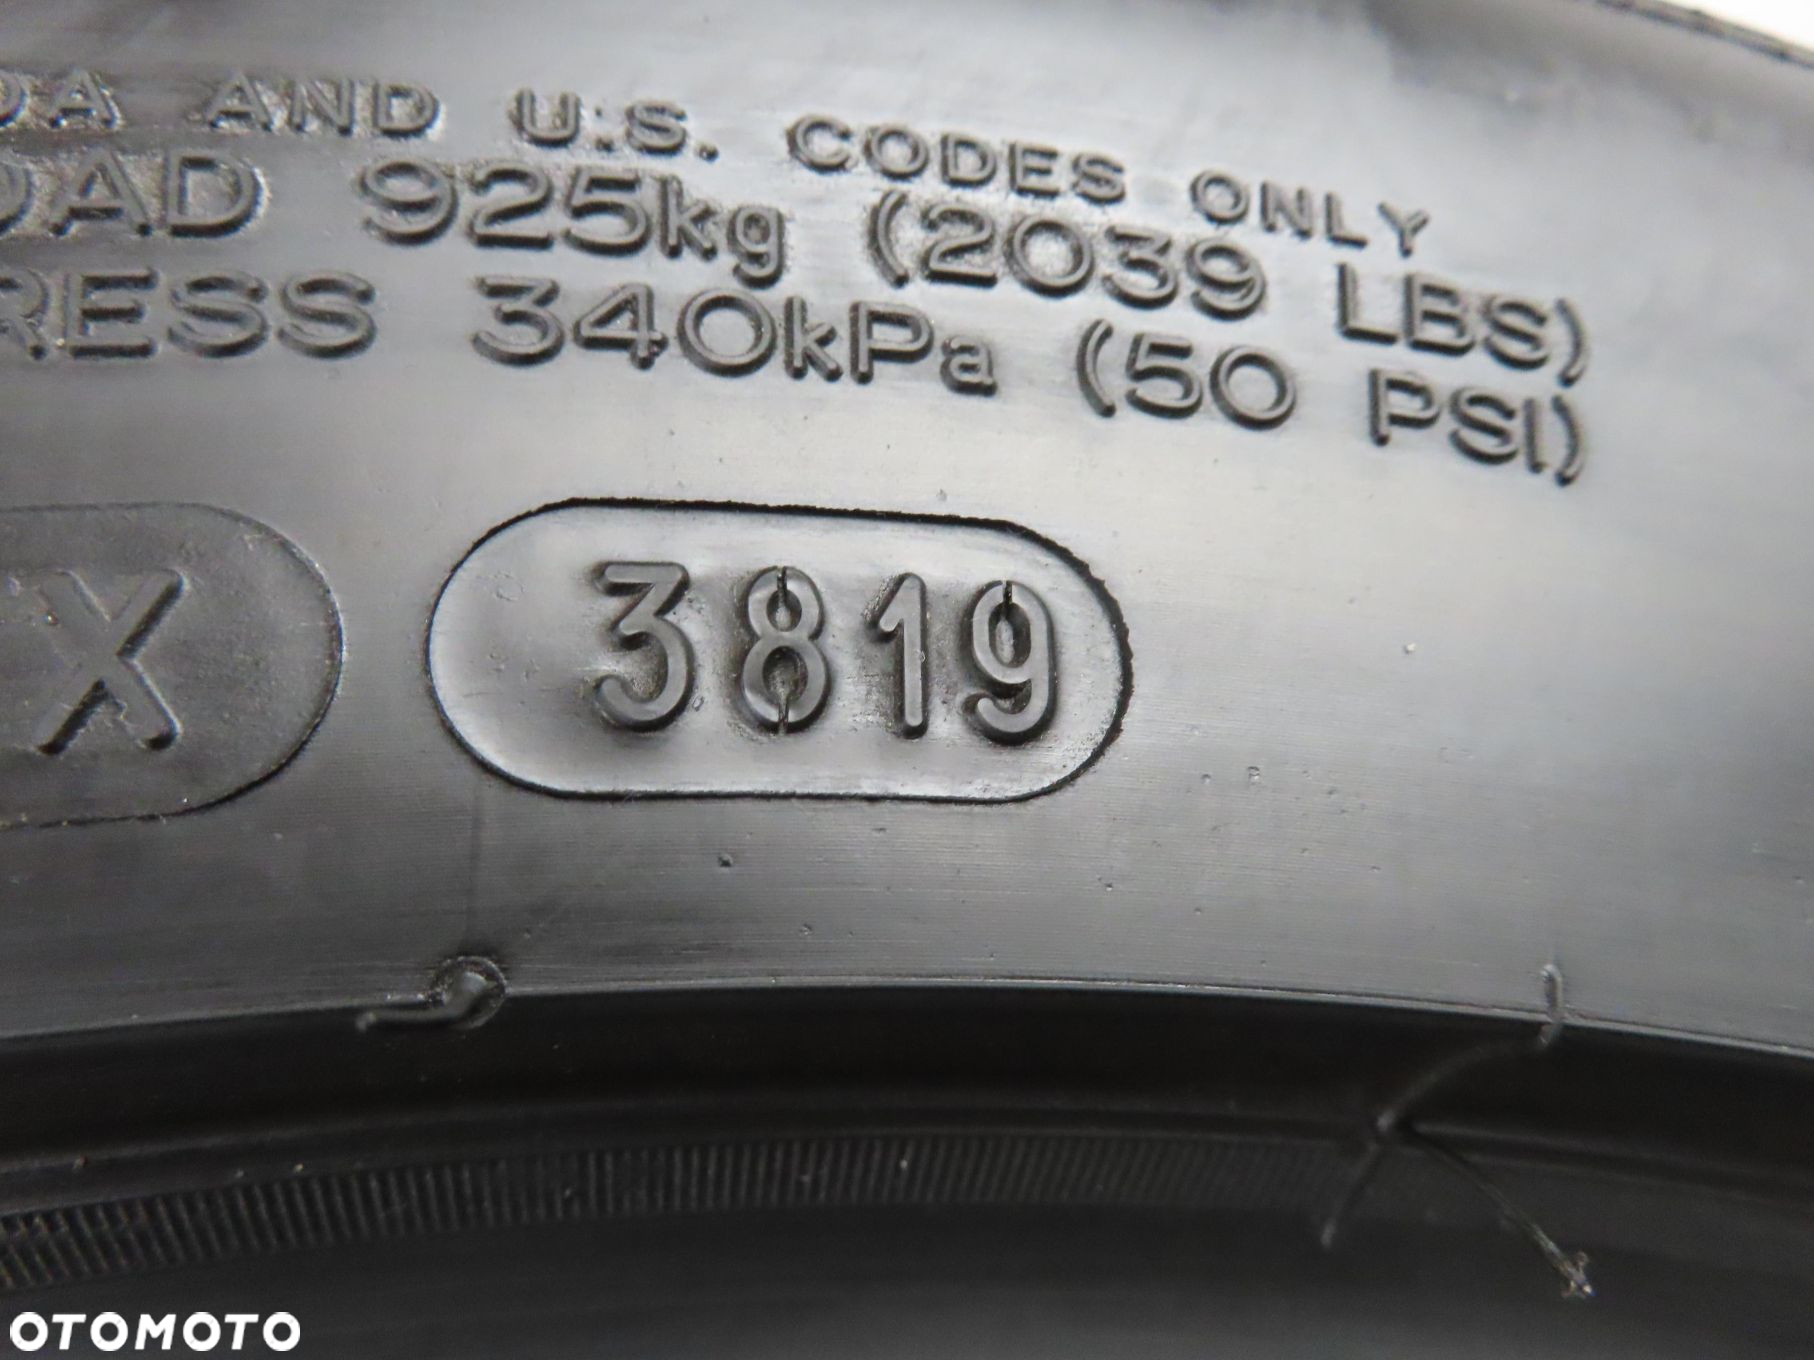 DA AND U.S. CODES ONLY
OAD 925kg (2039 LBS)
RESS 340kPa (50 PSI)
X 3819
OTOMOTO